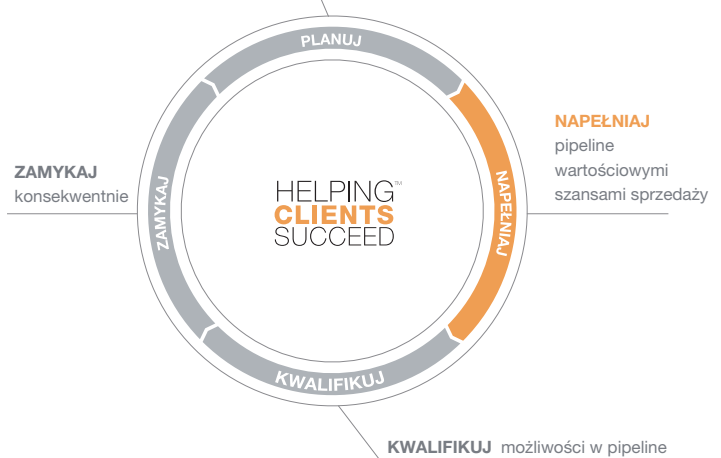 PLANUJ
NAPEŁNIAJ
pipeline
wartościowymi
szansami sprzedaży
ZAMYKAJ
konsekwentnie
ZAMYKAJ
HELPING™
CLIENTS
SUCCEED
NAPEŁNIAJ
KWALIFIKUJ
KWALIFIKUJ możliwości w pipeline